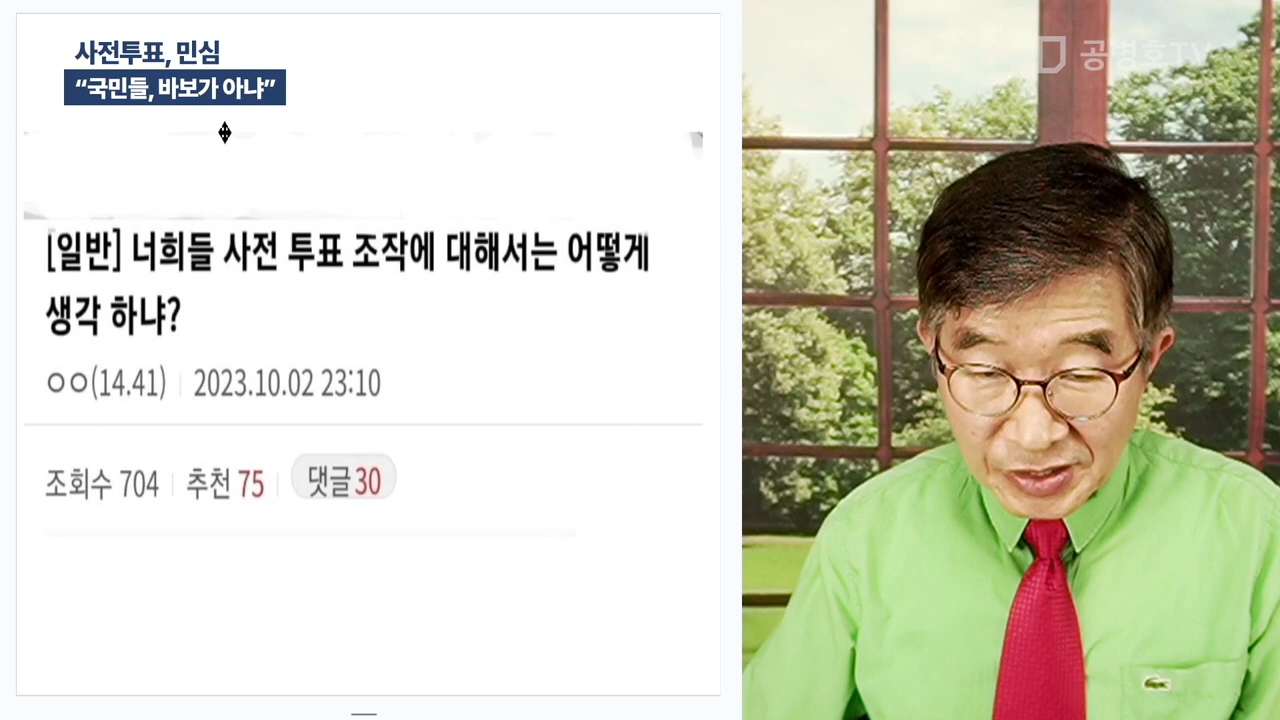 사전투표, 민심
“국민들, 바보가 아냐”
[일반] 너희들 사전 투표 조작에 대해서는 어떻게
생각 하냐?
ㅇㅇ(14.41) 2023.10.02 23:10
조회수 704 추천 75 댓글 30
공병호TV